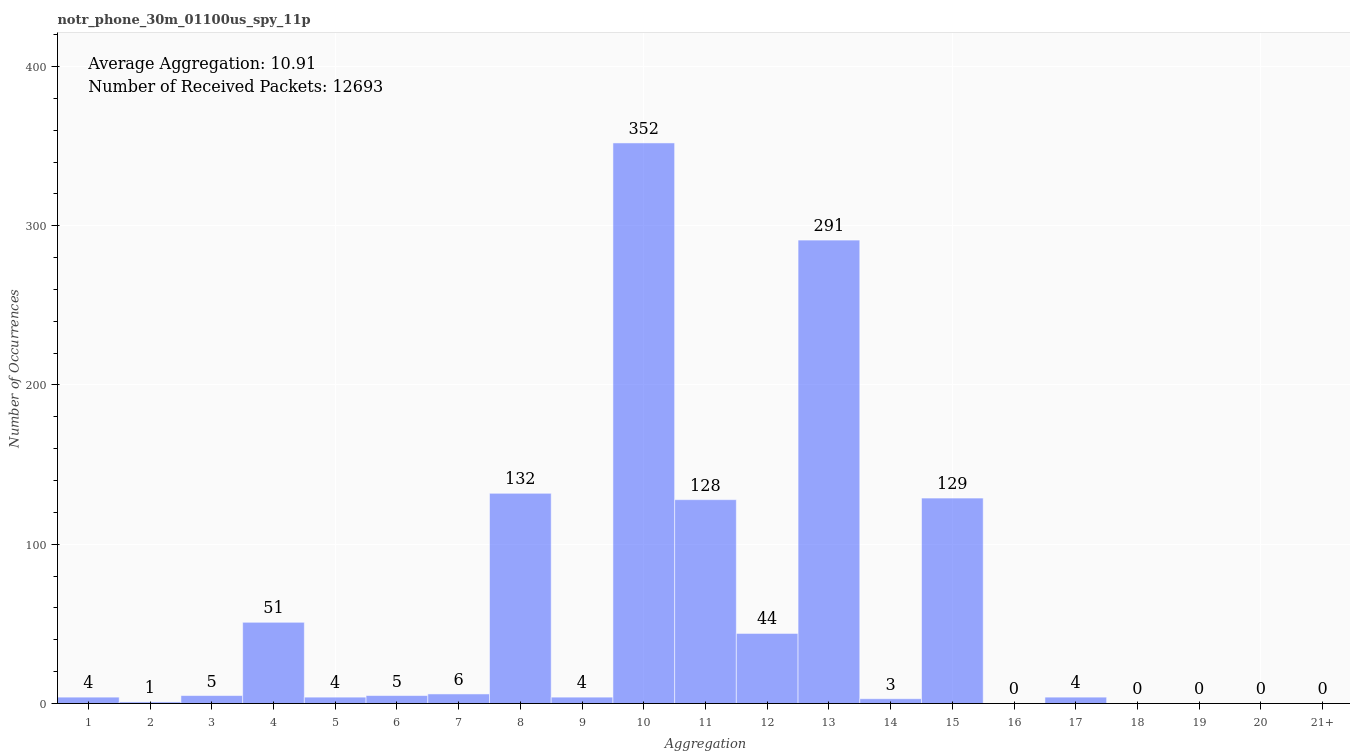 notr_phone_30m_01100us_spy_11p
Average Aggregation: 10.91
Number of Received Packets: 12693
400
300
200
100
0
Number of Occurrences
4 1 5 51 4 5 6 132 4 352 128 44 291 3 129 0 4 0 0 0 0
1 2 3 4 5 6 7 8 9 10 11 12 13 14 15 16 17 18 19 20 21+
Aggregation